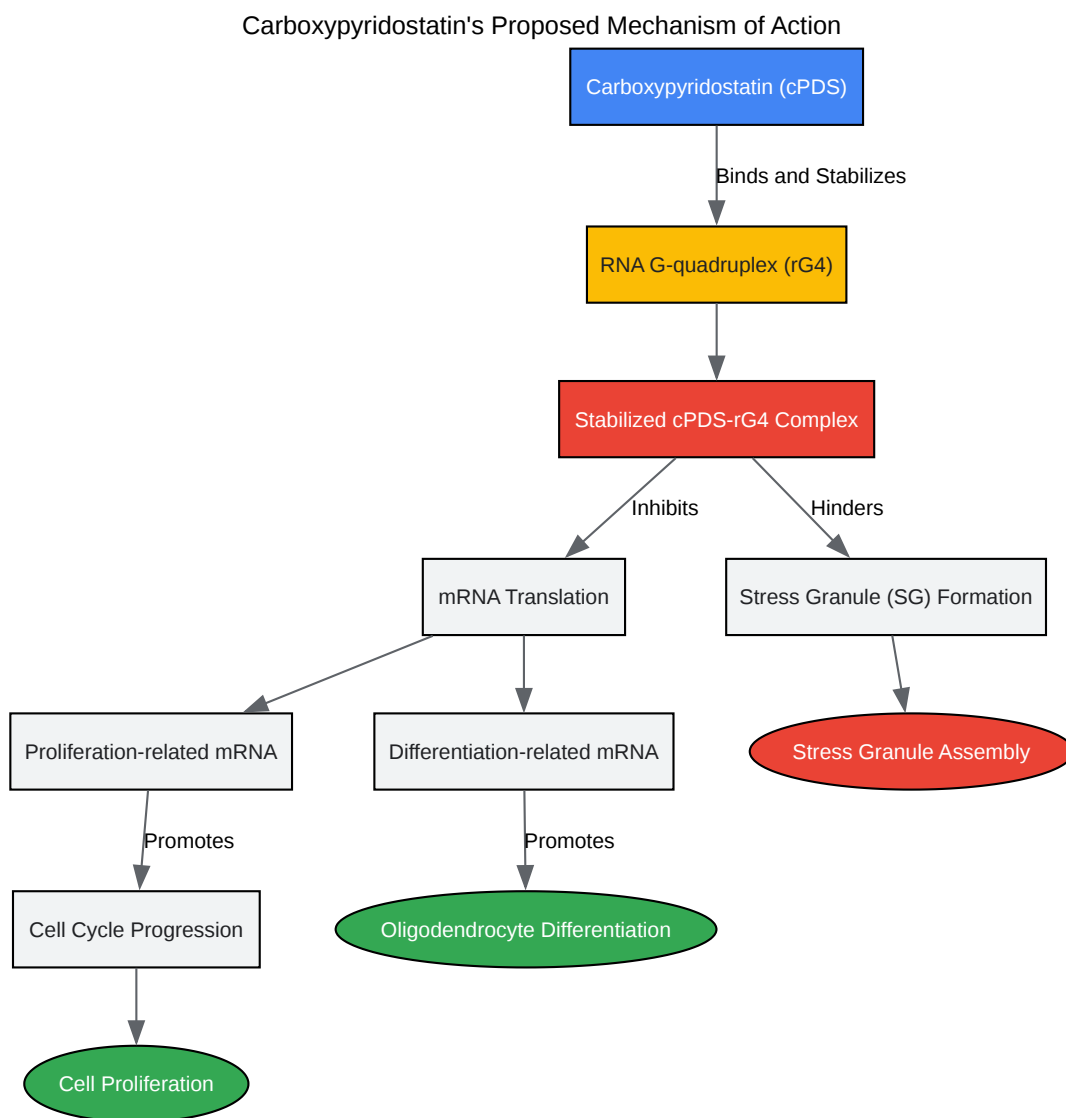 Carboxypyridostatin's Proposed Mechanism of Action
Carboxypyridostatin (cPDS)
Binds and Stabilizes
RNA G-quadruplex (rG4)
Stabilized cPDS-rG4 Complex
Inhibits
Hinders
mRNA Translation
Stress Granule (SG) Formation
Proliferation-related mRNA
Differentiation-related mRNA
Stress Granule Assembly
Promotes
Promotes
Cell Cycle Progression
Oligodendrocyte Differentiation
Cell Proliferation